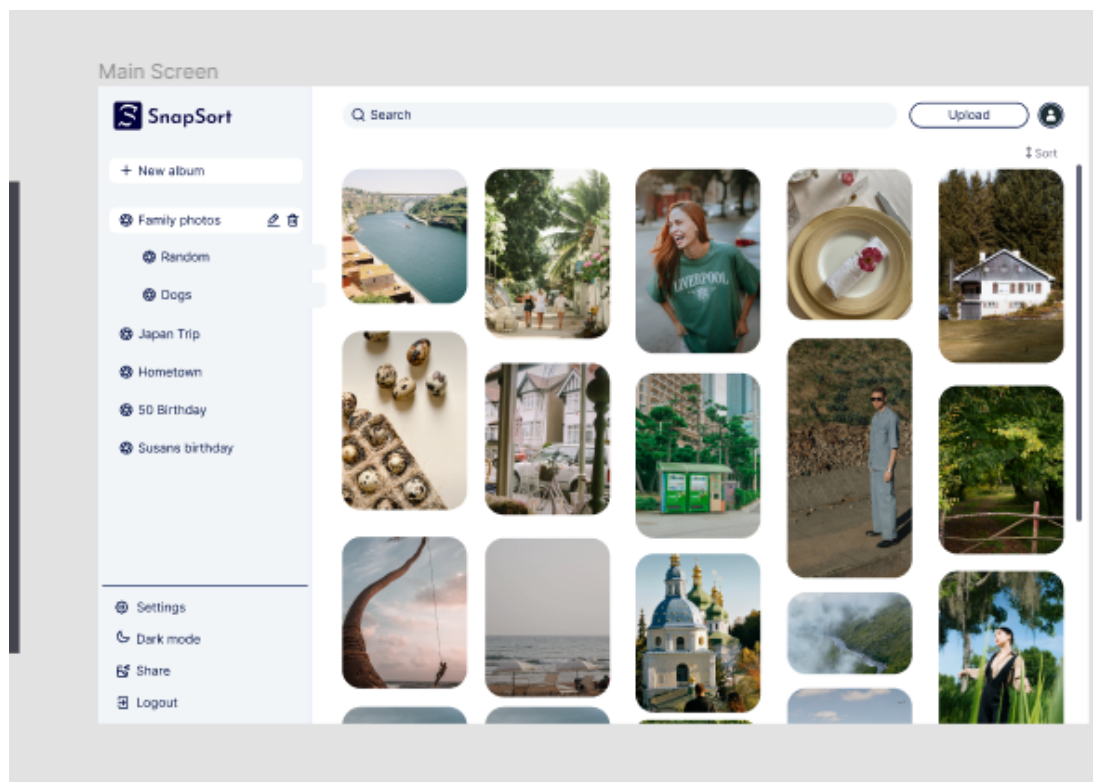 Main Screen
SnapSort
Search
Upload
Sort
New album
Family photos
Random
Dogs
Japan Trip
Hometown
50 Birthday
Susans birthday
Settings
Dark mode
Share
Logout
LIVERPOOL